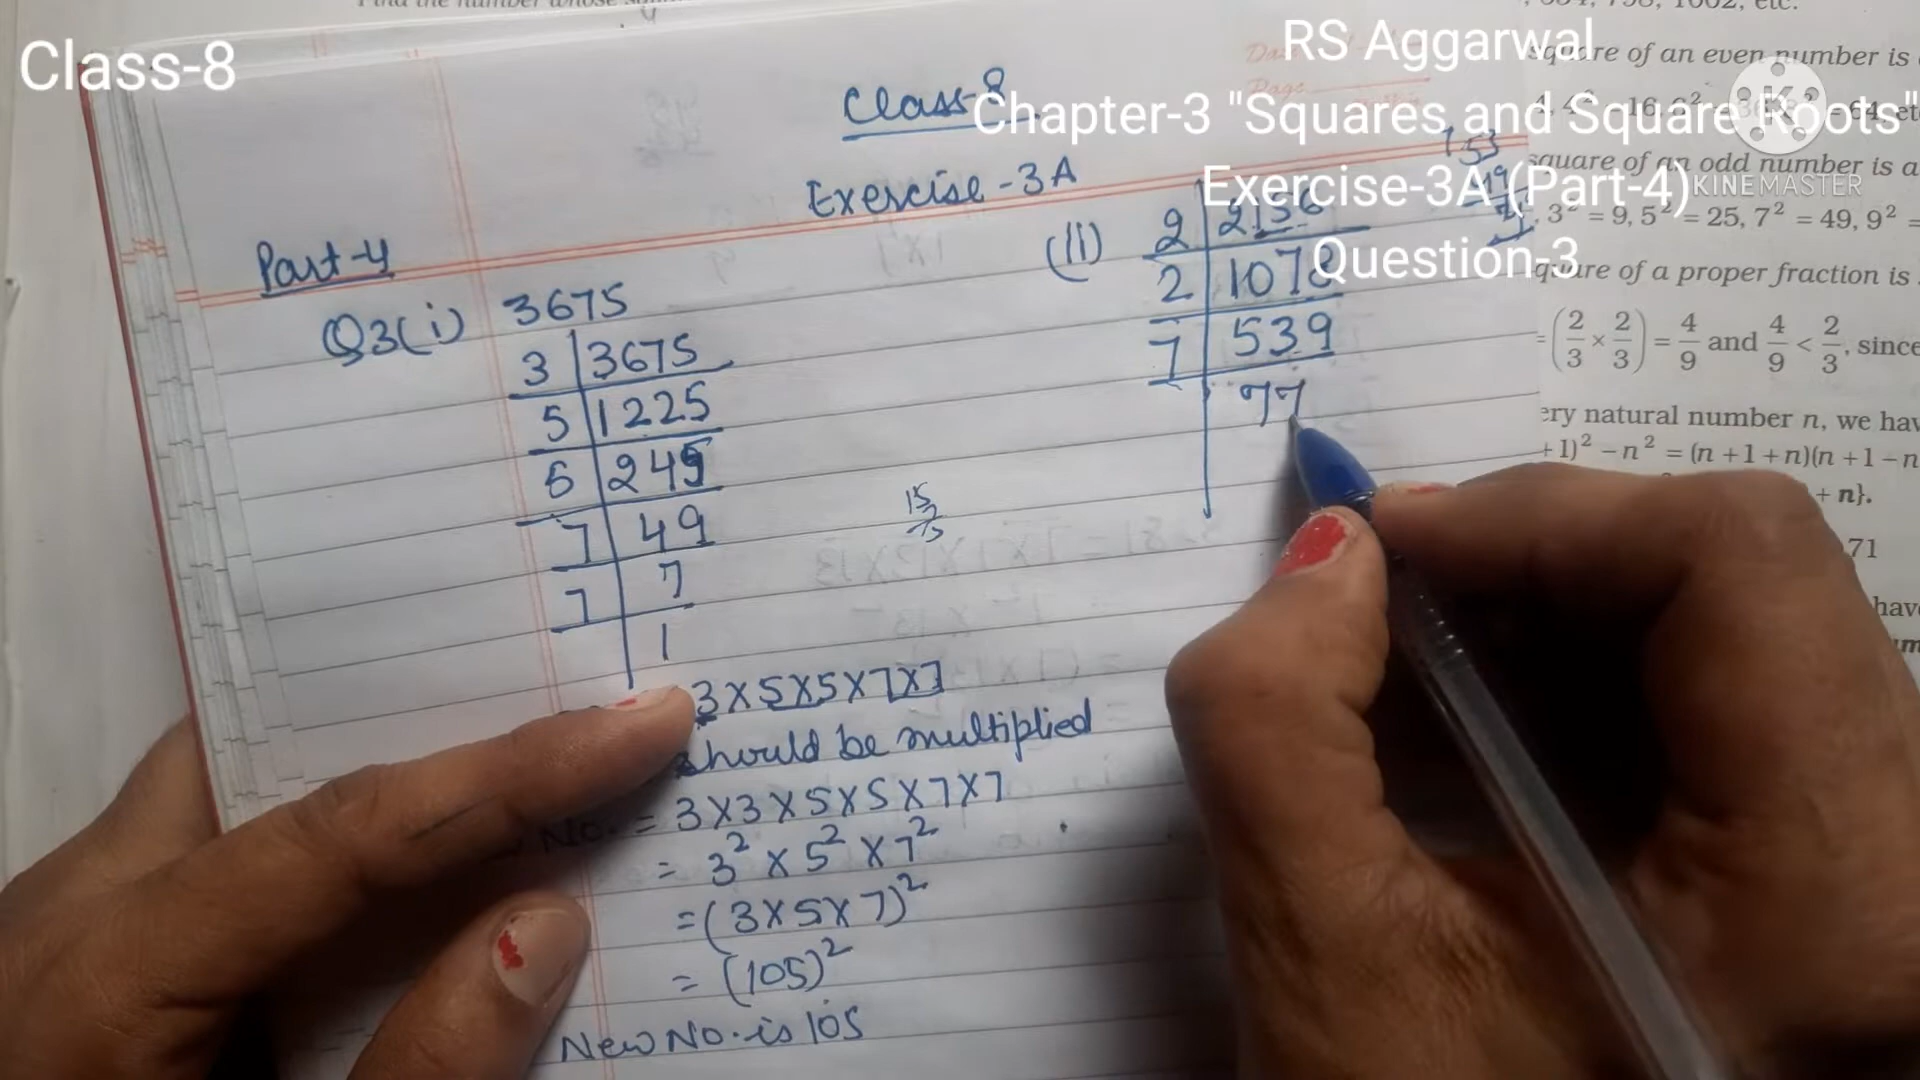 Class-8
RS Aggarwal
Chapter-3 "Squares and Square Roots"
Exercise-3A (Part-4)
Question-3
KINEMASTER
Class-8
Exercise -3A
Part-4
Q3(i) 3675
3 3675
5 1225
5 245
7 49
7 7
1
3×5×5×7×7
should be multiplied
No. = 3×3×5×5×7×7
= 3² × 5² × 7²
= (3×5×7)²
= (105)²
New No. is 105
15
(II) 2 2156
2 1078
7 539
77
153
square of an even number is
square of an odd number is a
3² = 9, 5² = 25, 7² = 49, 9² =
square of a proper fraction is
= (2/3 × 2/3) = 4/9 and 4/9 < 2/3, since
ery natural number n, we hav
+1)² − n² = (n + 1 + n)(n + 1 − n
+ n}.
71
hav